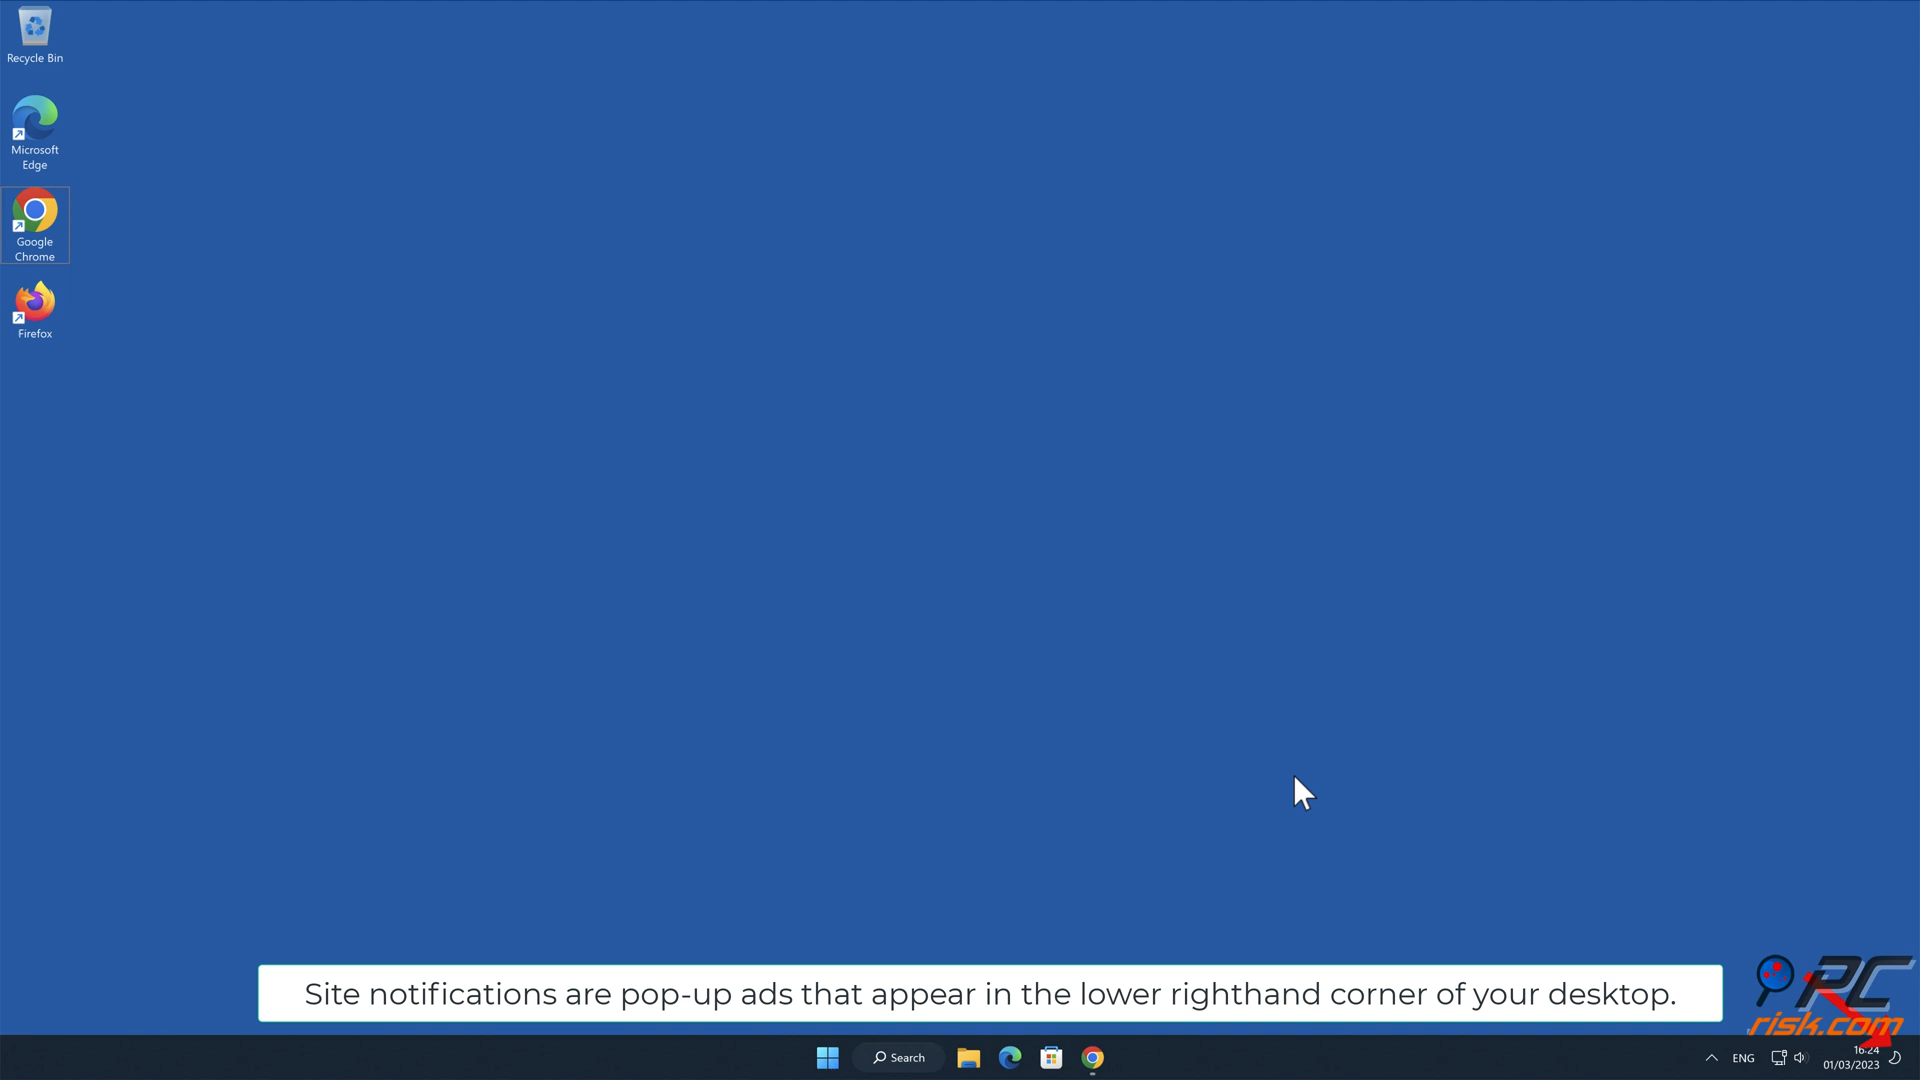 Recycle Bin
Microsoft
Edge
Google
Chrome
Firefox
Site notifications are pop-up ads that appear in the lower righthand corner of your desktop.
PC
risk.com
Search
ENG
16:24
01/03/2023